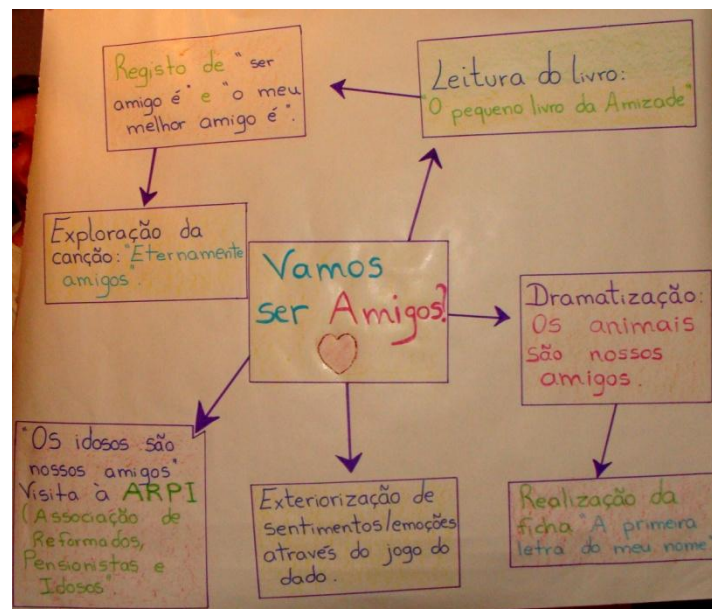 Registo de "ser
amigo é" e "o meu
melhor amigo é".
Leitura do livro:
"O pequeno livro da Amizade"
Exploração da
canção: "Eternamente
amigos".
Vamos
ser Amigos?
Dramatização:
Os animais
são nossos
amigos.
"Os idosos são
nossos amigos"
Visita à ARPI
(Associação de
Reformados,
Pensionistas e
Idosos".
Exteriorização de
sentimentos/emoções
através do jogo do
dado.
Realização da
ficha "A primeira
letra do meu nome"